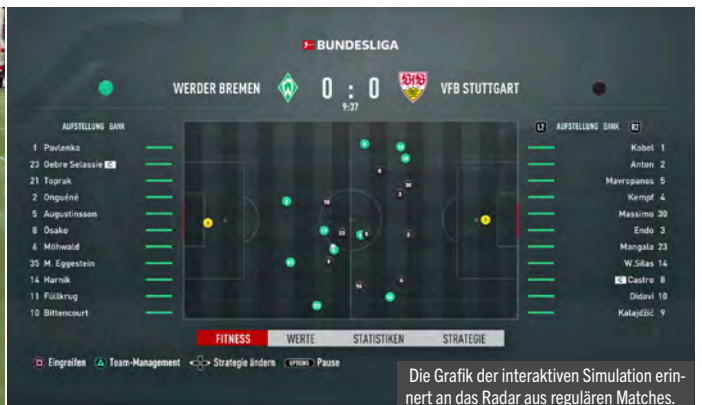 BUNDESLIGA
WERDER BREMEN 0 : 0 VFB STUTTGART
9:37
AUFSTELLUNG BANK
1 Pavlenka
23 Gebre Selassie C
21 Toprak
2 Onguéné
5 Augustinsson
8 Osako
6 Möhwald
35 M. Eggestein
14 Harnik
11 Füllkrug
10 Bittencourt
L2 AUFSTELLUNG BANK R2
Kobel 1
Anton 2
Mavropanos 5
Kempf 4
Massimo 30
Endo 3
Mangala 23
W.Silas 14
C Castro 8
Didavi 10
Kalajdžić 9
FITNESS WERTE STATISTIKEN STRATEGIE
Eingreifen Team-Management Strategie ändern OPTIONS Pause
Die Grafik der interaktiven Simulation erin-
nert an das Radar aus regulären Matches.